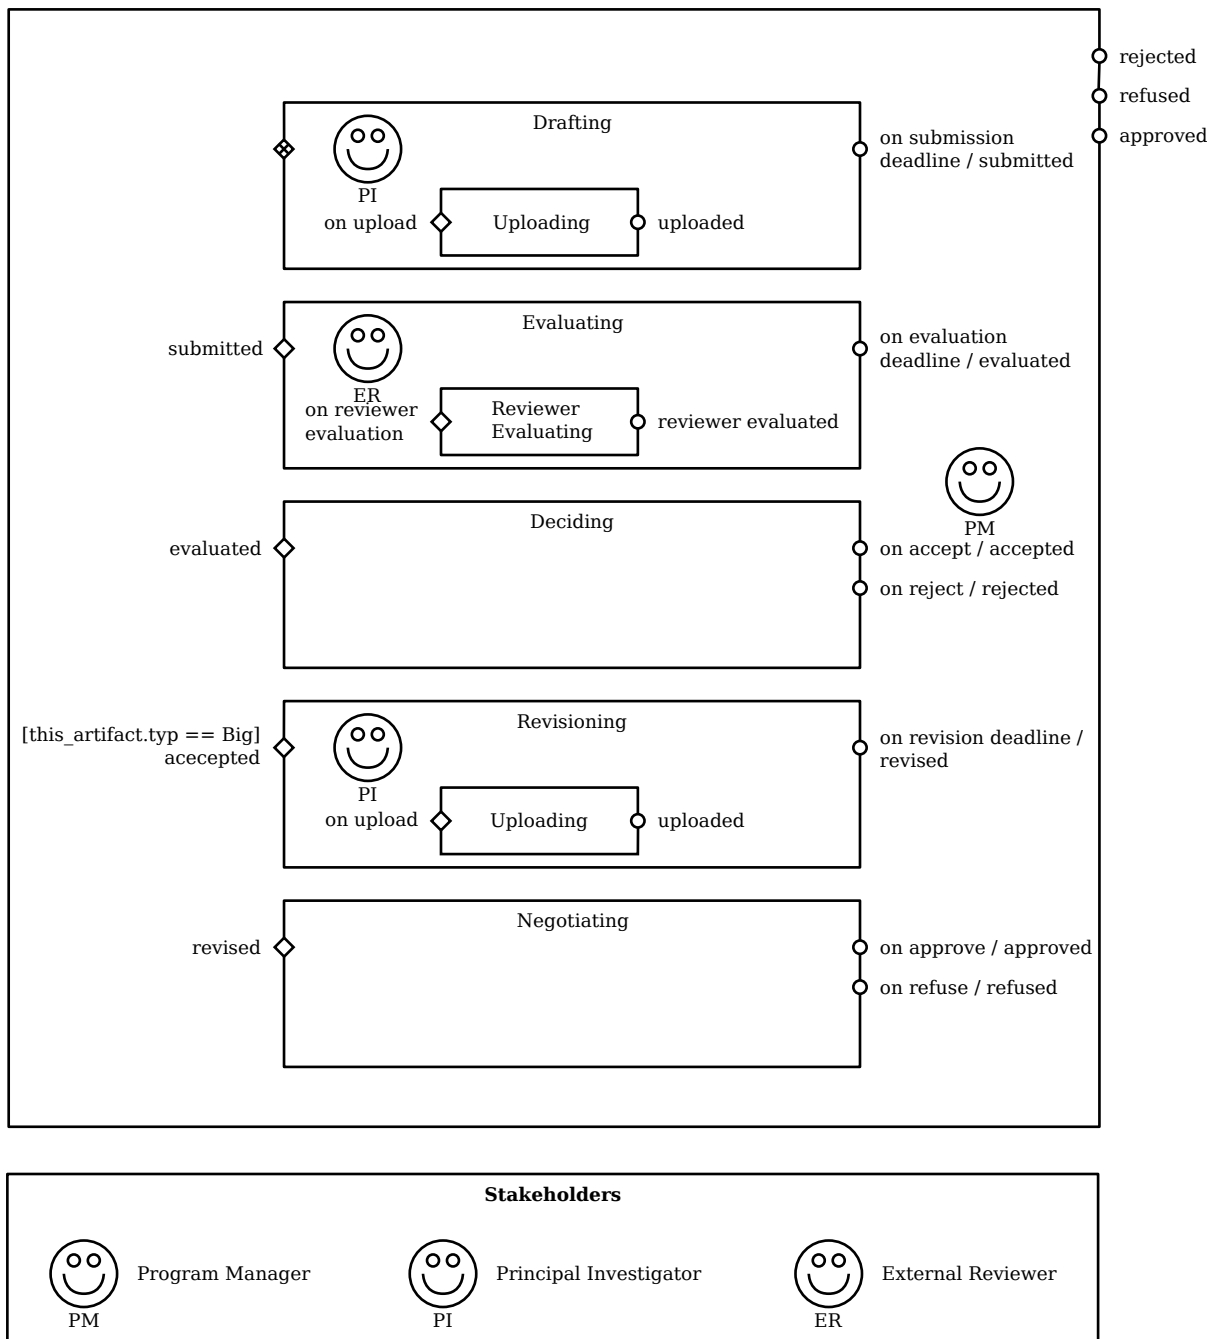 rejected
refused
approved
Drafting
PI
on submission
deadline / submitted
on upload
Uploading
uploaded
Evaluating
submitted
ER
on evaluation
deadline / evaluated
on reviewer
evaluation
Reviewer
Evaluating
reviewer evaluated
PM
Deciding
evaluated
on accept / accepted
on reject / rejected
Revisioning
[this_artifact.typ == Big]
acecepted
PI
on revision deadline /
revised
on upload
Uploading
uploaded
Negotiating
revised
on approve / approved
on refuse / refused
Stakeholders
PM
Program Manager
PI
Principal Investigator
ER
External Reviewer